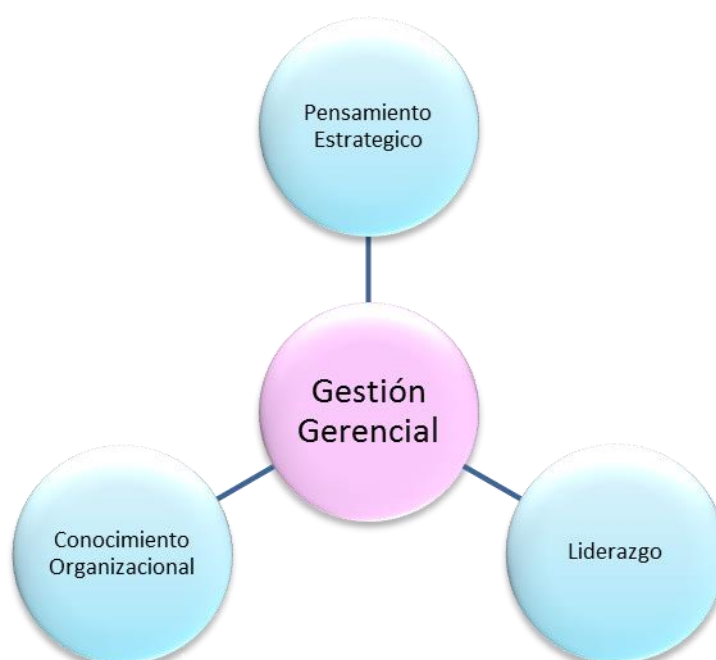 Pensamiento
Estrategico
Gestión
Gerencial
Conocimiento
Organizacional
Liderazgo